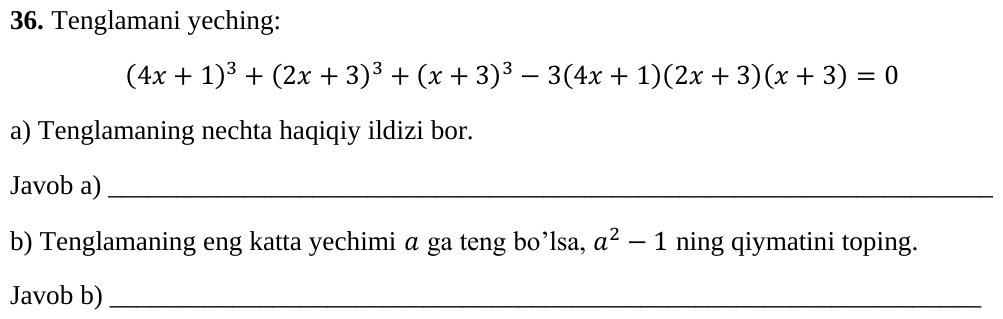 36. Tenglamani yeching:
(4x + 1)³ + (2x + 3)³ + (x + 3)³ − 3(4x + 1)(2x + 3)(x + 3) = 0
a) Tenglamaning nechta haqiqiy ildizi bor.
Javob a) ____________________
b) Tenglamaning eng katta yechimi a ga teng bo’lsa, a² − 1 ning qiymatini toping.
Javob b) ____________________